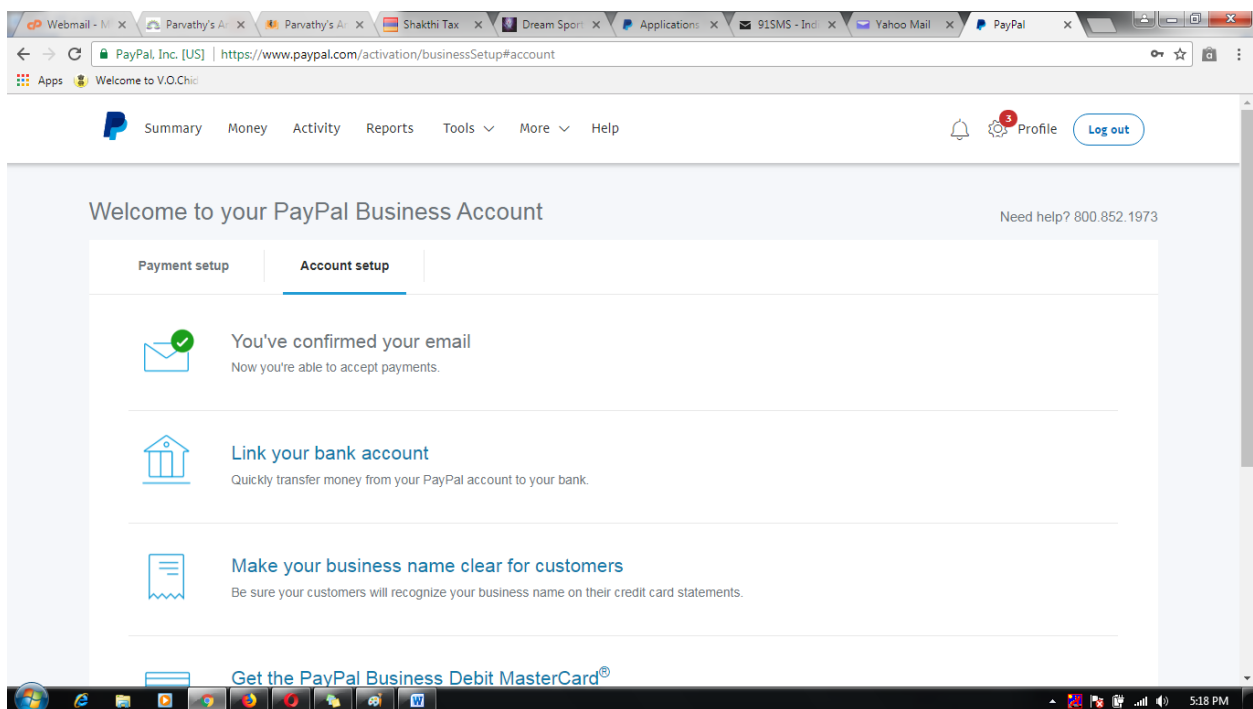 Webmail - M
Parvathy's Ar
Parvathy's Ar
Shakthi Tax
Dream Sport
Applications
91SMS - Ind
Yahoo Mail
PayPal
PayPal, Inc. [US] | https://www.paypal.com/activation/businessSetup#account
Apps Welcome to V.O.Chid
Summary Money Activity Reports Tools More Help 3 Profile Log out
Welcome to your PayPal Business Account
Need help? 800.852.1973
Payment setup Account setup
You've confirmed your email
Now you're able to accept payments.
Link your bank account
Quickly transfer money from your PayPal account to your bank.
Make your business name clear for customers
Be sure your customers will recognize your business name on their credit card statements.
Get the PayPal Business Debit MasterCard®
5:18 PM